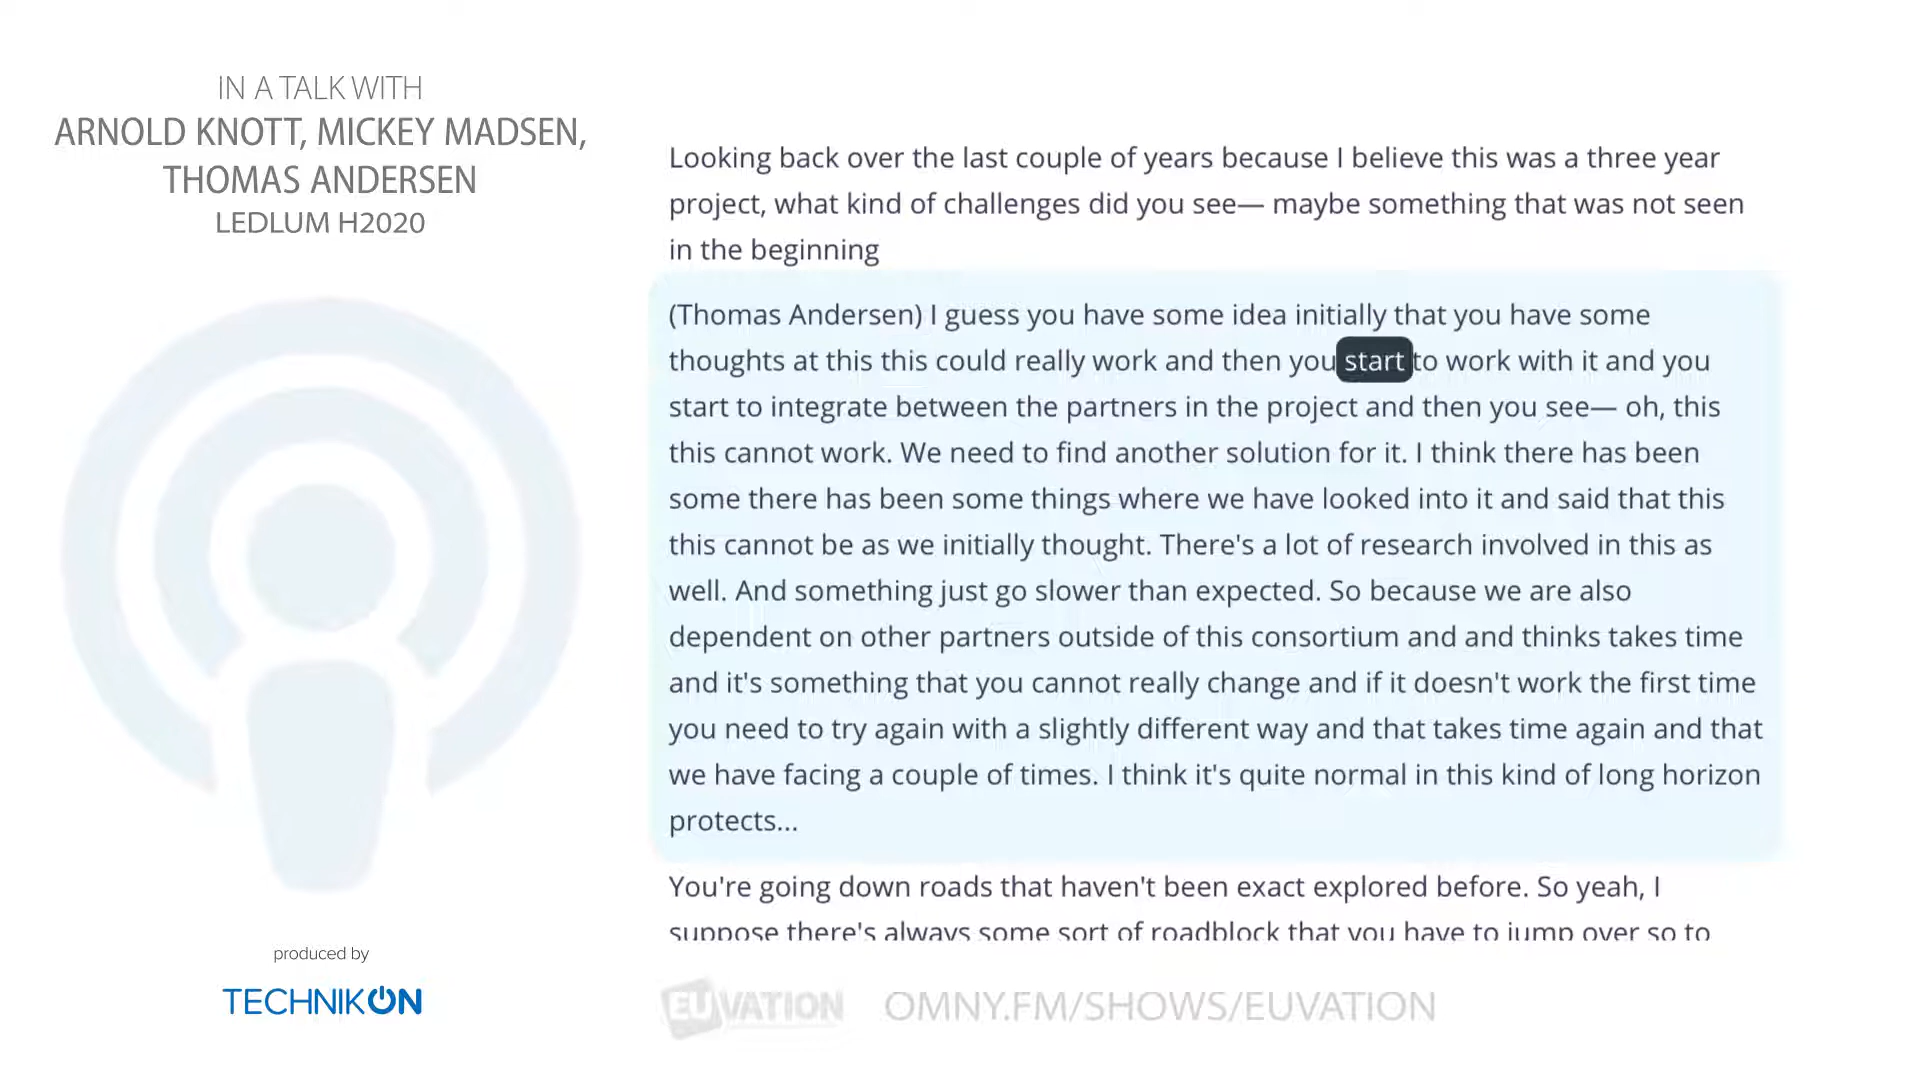 IN A TALK WITH
ARNOLD KNOTT, MICKEY MADSEN,
THOMAS ANDERSEN
LEDLUM H2020
produced by
TECHNIKON
Looking back over the last couple of years because I believe this was a three year
project, what kind of challenges did you see— maybe something that was not seen
in the beginning
(Thomas Andersen) I guess you have some idea initially that you have some
thoughts at this this could really work and then you start to work with it and you
start to integrate between the partners in the project and then you see— oh, this
this cannot work. We need to find another solution for it. I think there has been
some there has been some things where we have looked into it and said that this
this cannot be as we initially thought. There's a lot of research involved in this as
well. And something just go slower than expected. So because we are also
dependent on other partners outside of this consortium and and thinks takes time
and it's something that you cannot really change and if it doesn't work the first time
you need to try again with a slightly different way and that takes time again and that
we have facing a couple of times. I think it's quite normal in this kind of long horizon
protects...
You're going down roads that haven't been exact explored before. So yeah, I
suppose there's always some sort of roadblock that you have to jump over so to
EUVATION OMNY.FM/SHOWS/EUVATION